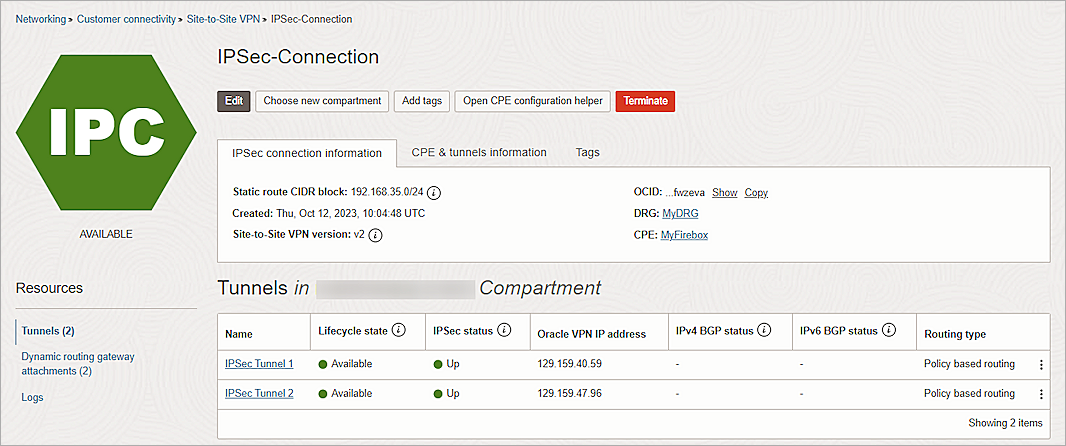 Networking » Customer connectivity » Site-to-Site VPN » IPSec-Connection
IPC
AVAILABLE
IPSec-Connection
Edit Choose new compartment Add tags Open CPE configuration helper Terminate
IPSec connection information CPE & tunnels information Tags
Static route CIDR block: 192.168.35.0/24
Created: Thu, Oct 12, 2023, 10:04:48 UTC
Site-to-Site VPN version: v2
OCID: ...fwzeva Show Copy
DRG: MyDRG
CPE: MyFirebox
Resources
Tunnels (2)
Dynamic routing gateway
attachments (2)
Logs
Tunnels in Compartment
Name Lifecycle state IPSec status Oracle VPN IP address IPv4 BGP status IPv6 BGP status Routing type
IPSec Tunnel 1 Available Up 129.159.40.59 - - Policy based routing
IPSec Tunnel 2 Available Up 129.159.47.96 - - Policy based routing
Showing 2 items